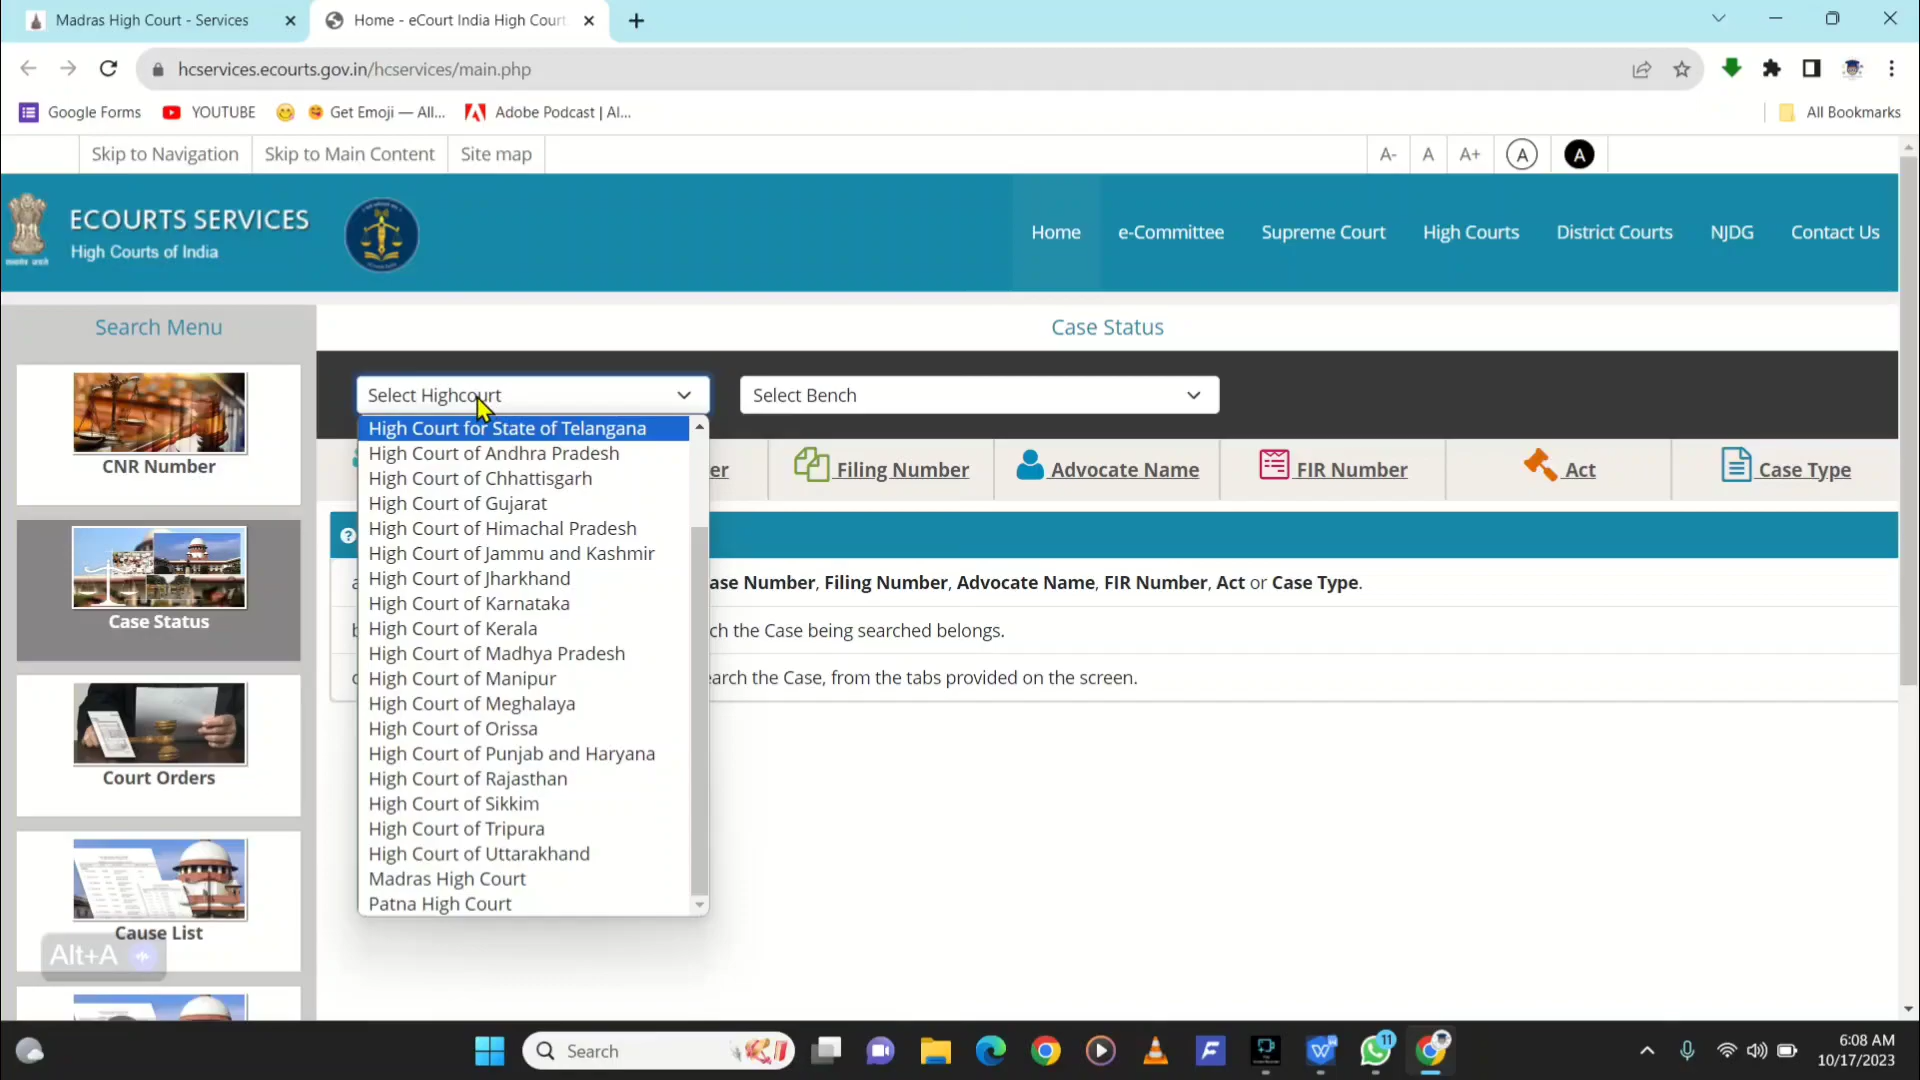 Madras High Court - Services
Home - eCourt India High Court
hcservices.ecourts.gov.in/hcservices/main.php
Google Forms
YOUTUBE
Get Emoji — All...
Adobe Podcast | AI...
All Bookmarks
Skip to Navigation
Skip to Main Content
Site map
A-
A
A+
A
A
ECOURTS SERVICES
High Courts of India
Home
e-Committee
Supreme Court
High Courts
District Courts
NJDG
Contact Us
Search Menu
CNR Number
Case Status
Court Orders
Cause List
Alt+A
Case Status
Select Highcourt
Select Bench
High Court for State of Telangana
High Court of Andhra Pradesh
High Court of Chhattisgarh
High Court of Gujarat
High Court of Himachal Pradesh
High Court of Jammu and Kashmir
High Court of Jharkhand
High Court of Karnataka
High Court of Kerala
High Court of Madhya Pradesh
High Court of Manipur
High Court of Meghalaya
High Court of Orissa
High Court of Punjab and Haryana
High Court of Rajasthan
High Court of Sikkim
High Court of Tripura
High Court of Uttarakhand
Madras High Court
Patna High Court
er
Filing Number
Advocate Name
FIR Number
Act
Case Type
ase Number, Filing Number, Advocate Name, FIR Number, Act or Case Type.
ch the Case being searched belongs.
earch the Case, from the tabs provided on the screen.
Search
11
6:08 AM
10/17/2023